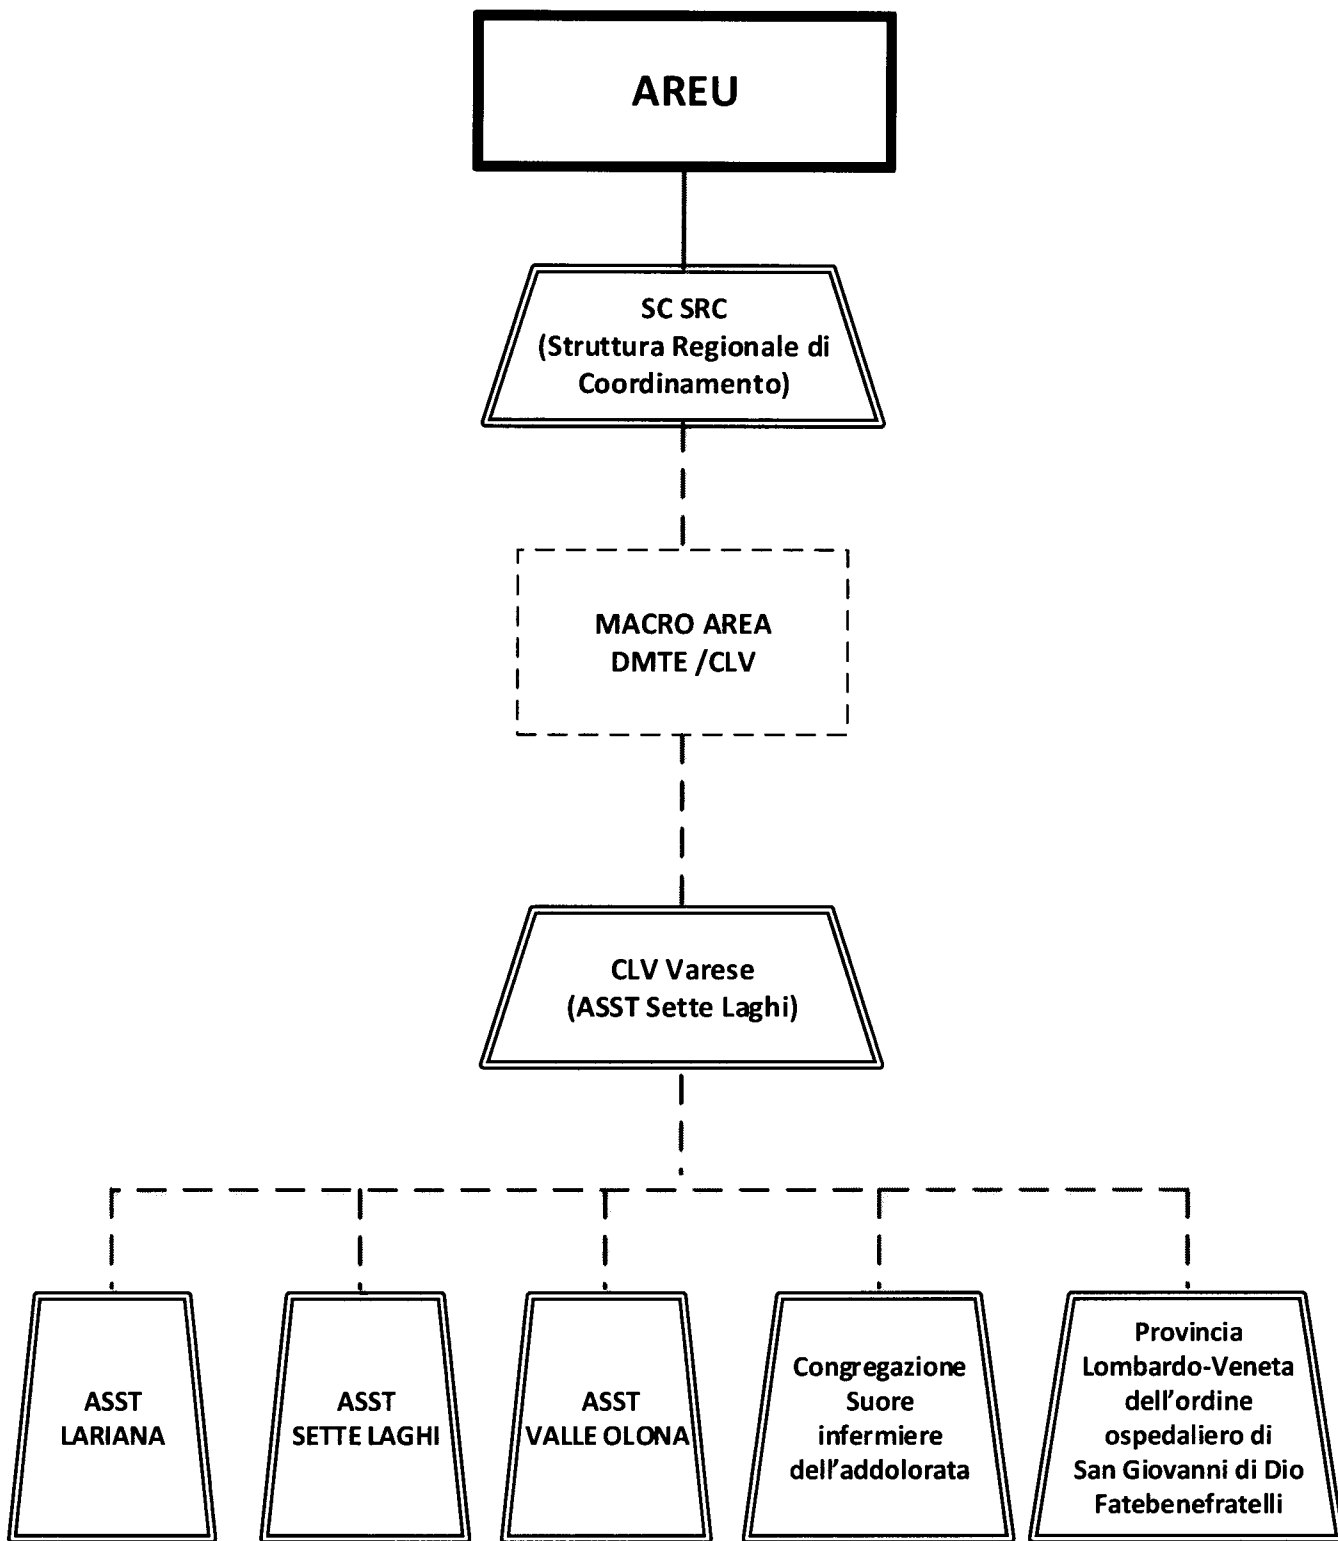 AREU
SC SRC
(Struttura Regionale di
Coordinamento)
MACRO AREA
DMTE /CLV
CLV Varese
(ASST Sette Laghi)
ASST
LARIANA
ASST
SETTE LAGHI
ASST
VALLE OLONA
Congregazione
Suore
infermiere
dell'addolorata
Provincia
Lombardo-Veneta
dell'ordine
ospedaliero di
San Giovanni di Dio
Fatebenefratelli